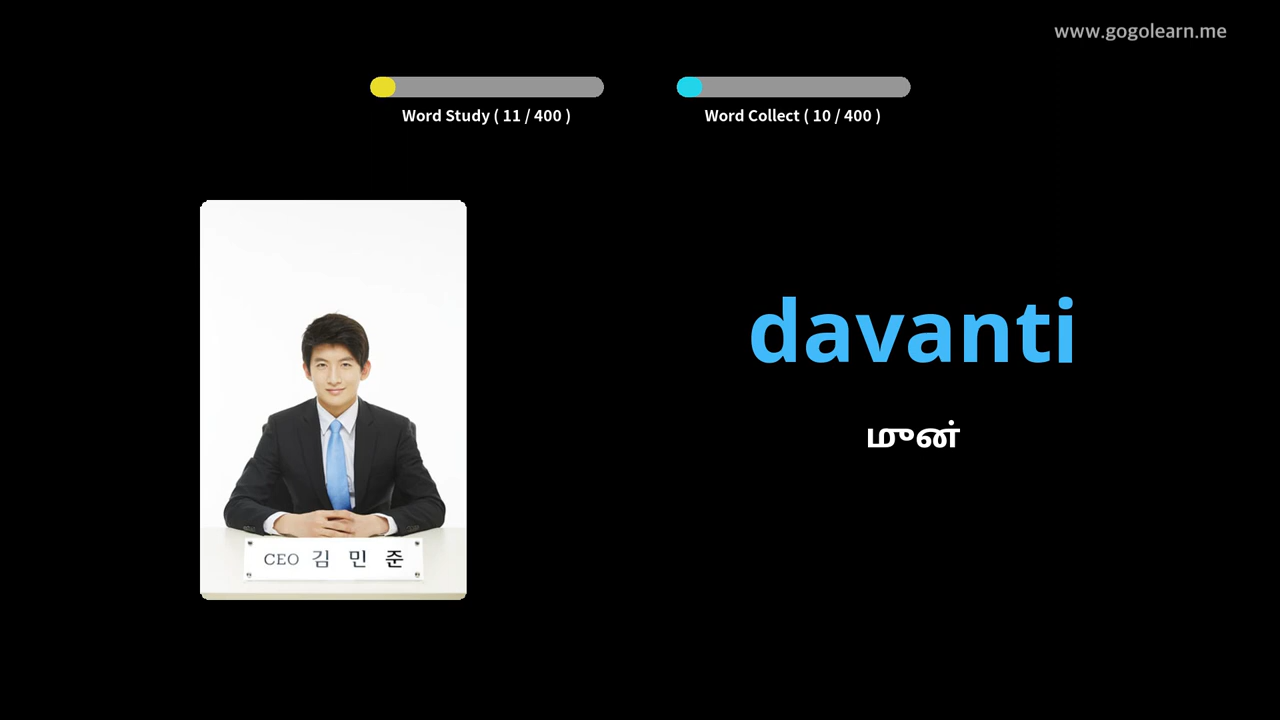 www.gogolearn.me
Word Study ( 11 / 400 )
Word Collect ( 10 / 400 )
davanti
முன்
CEO 김 민 준